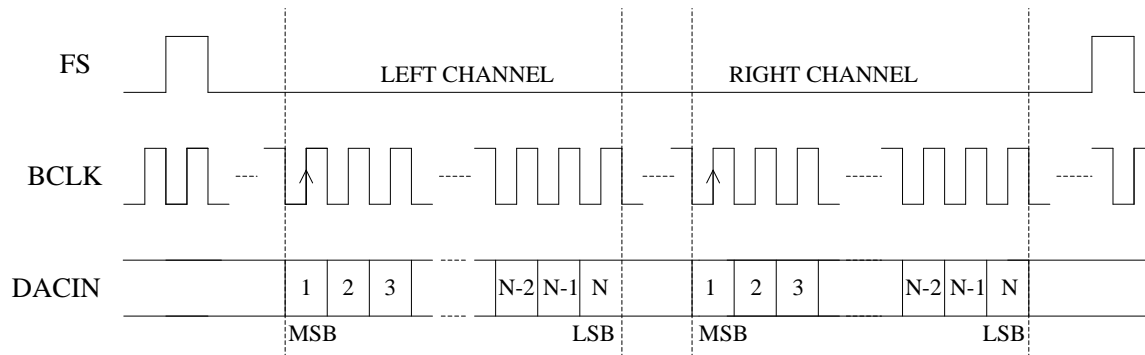 FS
LEFT CHANNEL RIGHT CHANNEL
BCLK
DACIN 1 2 3 N-2 N-1 N 1 2 3 N-2 N-1 N
MSB LSB MSB LSB